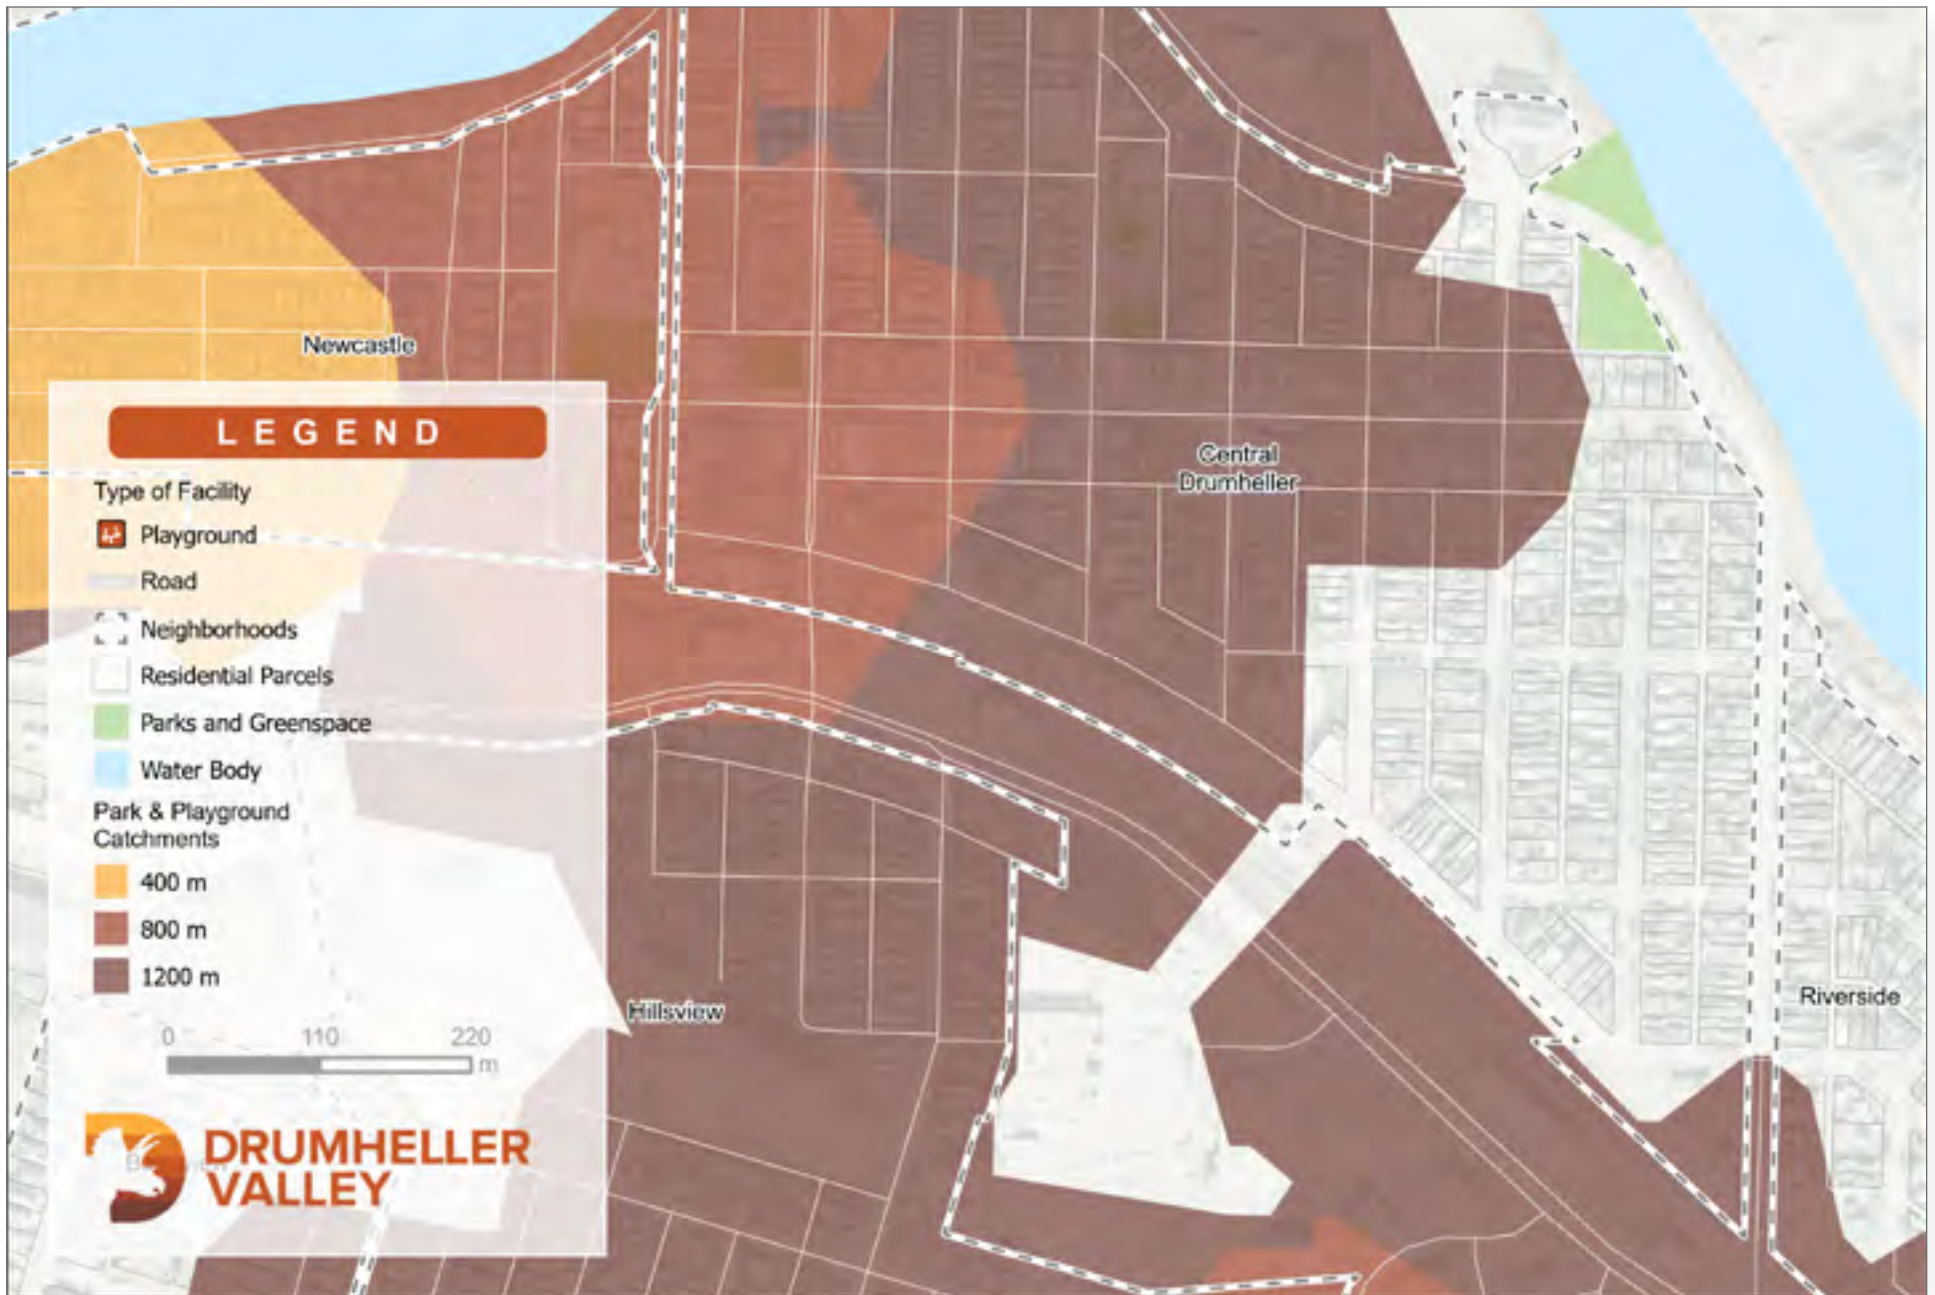 Newcastle
LEGEND
Type of Facility
Playground
Road
Neighborhoods
Residential Parcels
Parks and Greenspace
Water Body
Park & Playground
Catchments
400 m
800 m
1200 m
0 110 220
m
DRUMHELLER
VALLEY
Central
Drumheller
Hillsview
Riverside